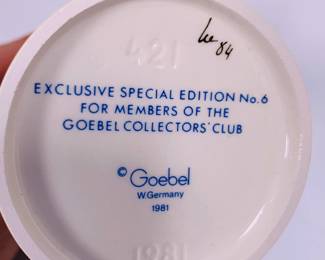 421
84
EXCLUSIVE SPECIAL EDITION No.6
FOR MEMBERS OF THE
GOEBEL COLLECTORS' CLUB
© Goebel
W.Germany
1981
1981